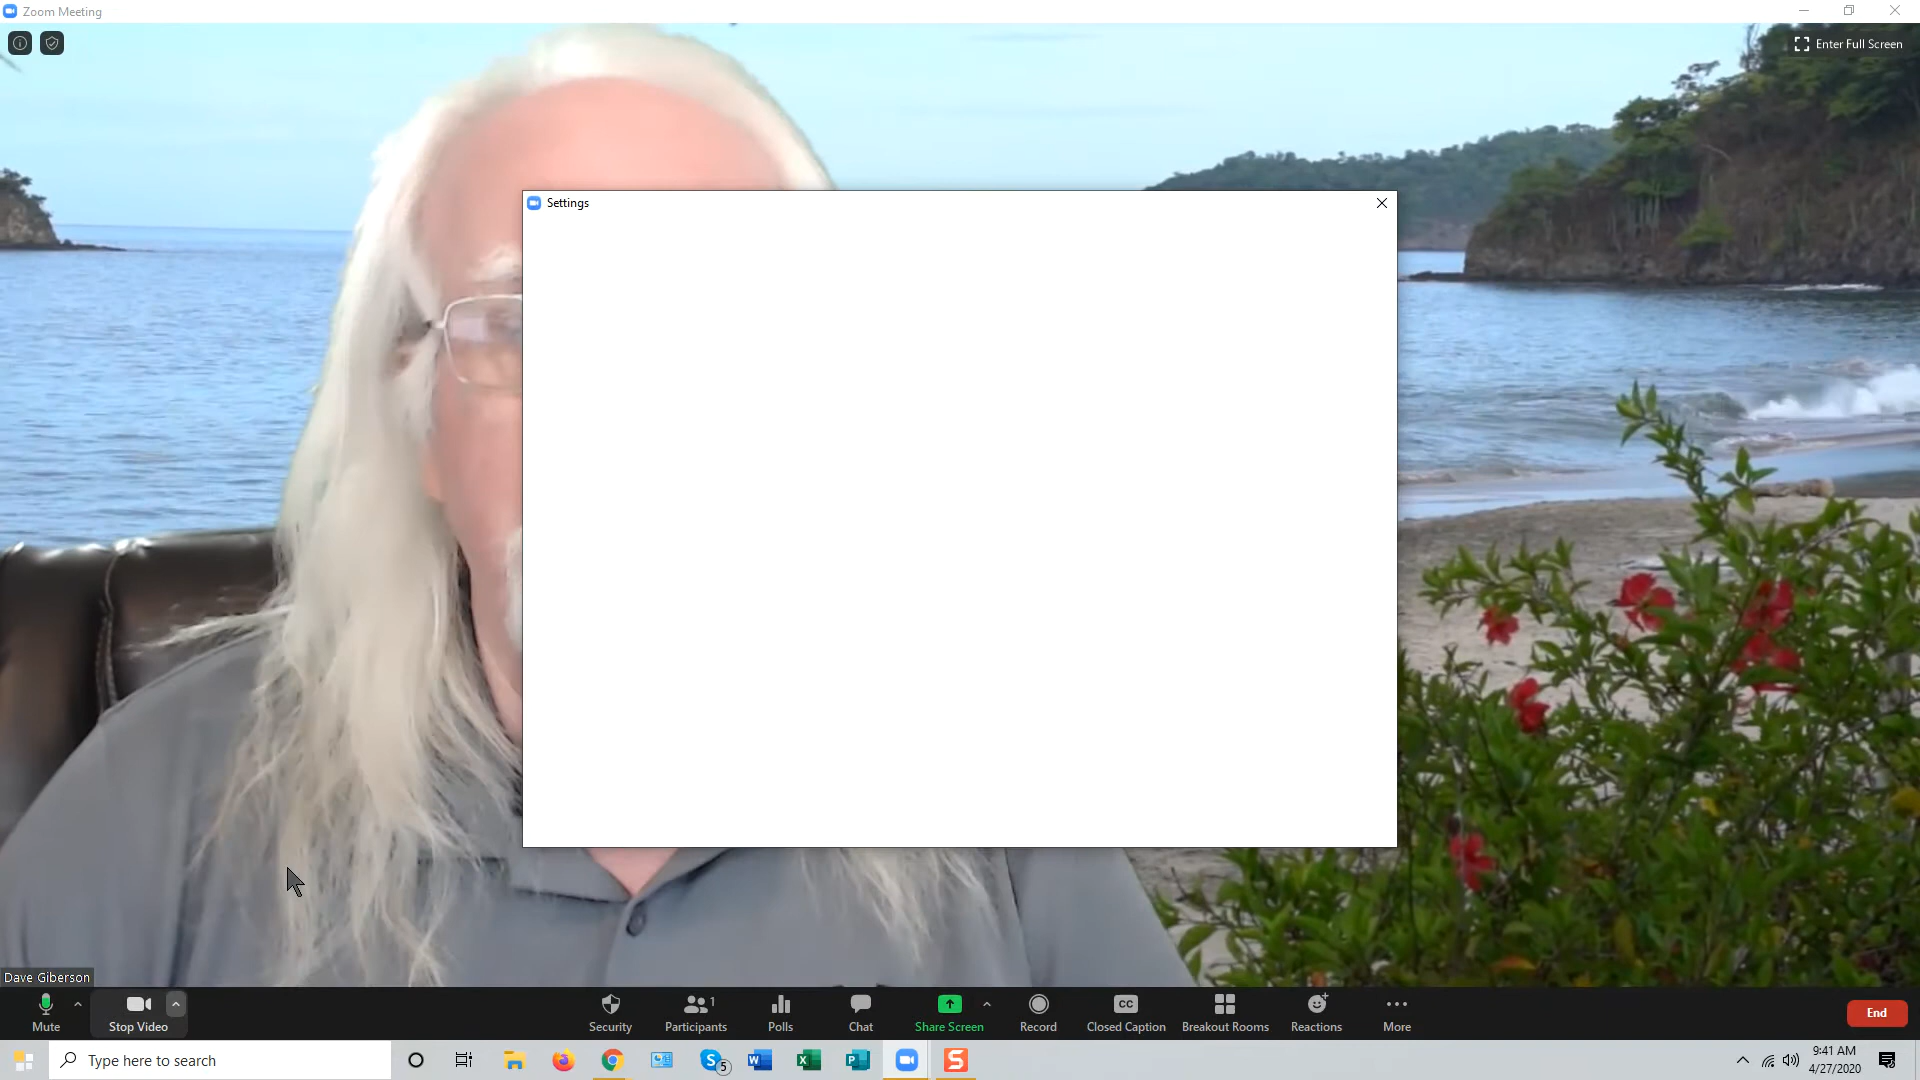 Zoom Meeting
Enter Full Screen
Settings
Dave Giberson
Mute
Stop Video
Security
Participants
1
Polls
Chat
Share Screen
Record
CC
Closed Caption
Breakout Rooms
Reactions
More
End
Type here to search
5
W
X
P
S
9:41 AM
4/27/2020